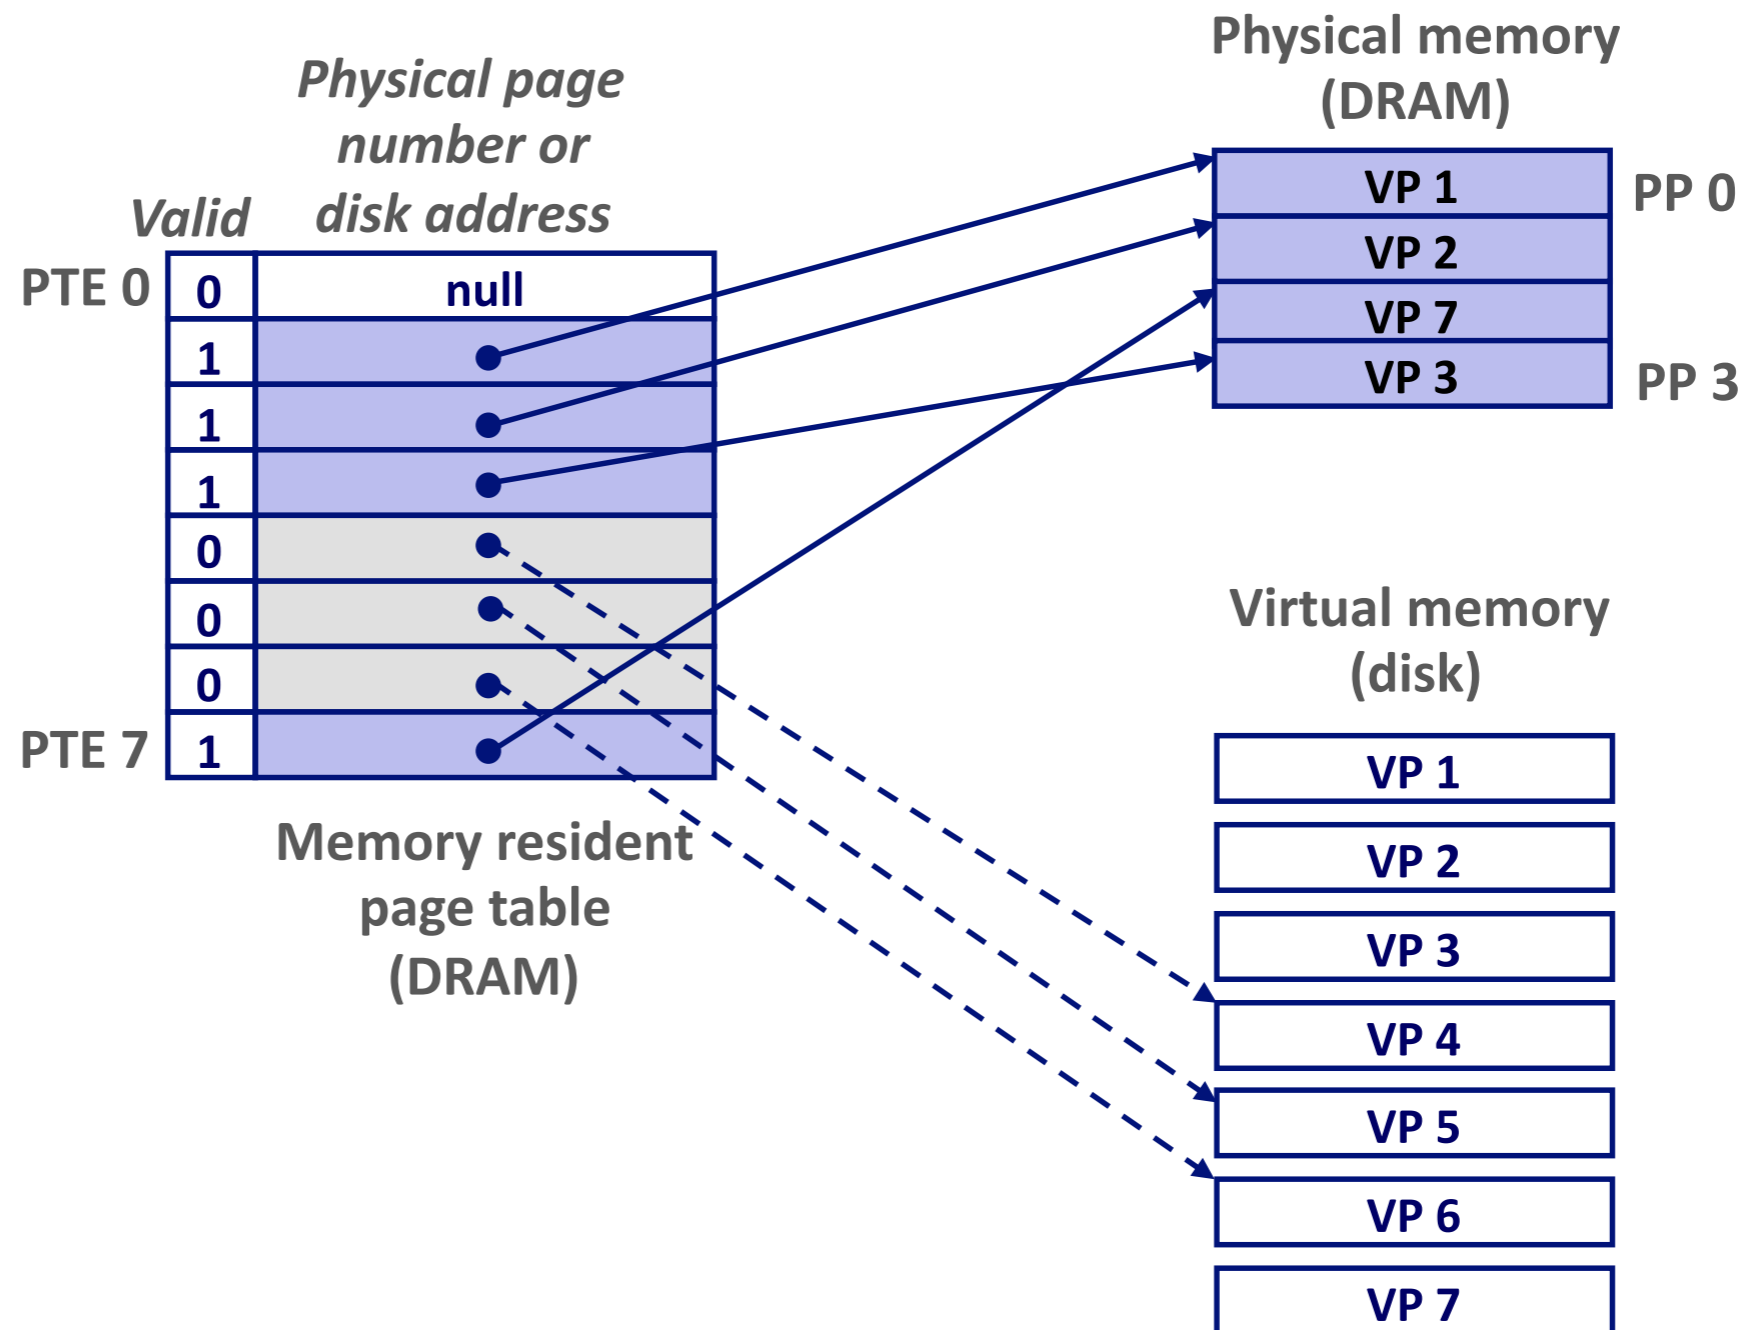 Physical page
number or
disk address
Valid
PTE 0
0
null
1
1
1
0
0
0
PTE 7
1
Memory resident
page table
(DRAM)
Physical memory
(DRAM)
VP 1
PP 0
VP 2
VP 7
VP 3
PP 3
Virtual memory
(disk)
VP 1
VP 2
VP 3
VP 4
VP 5
VP 6
VP 7